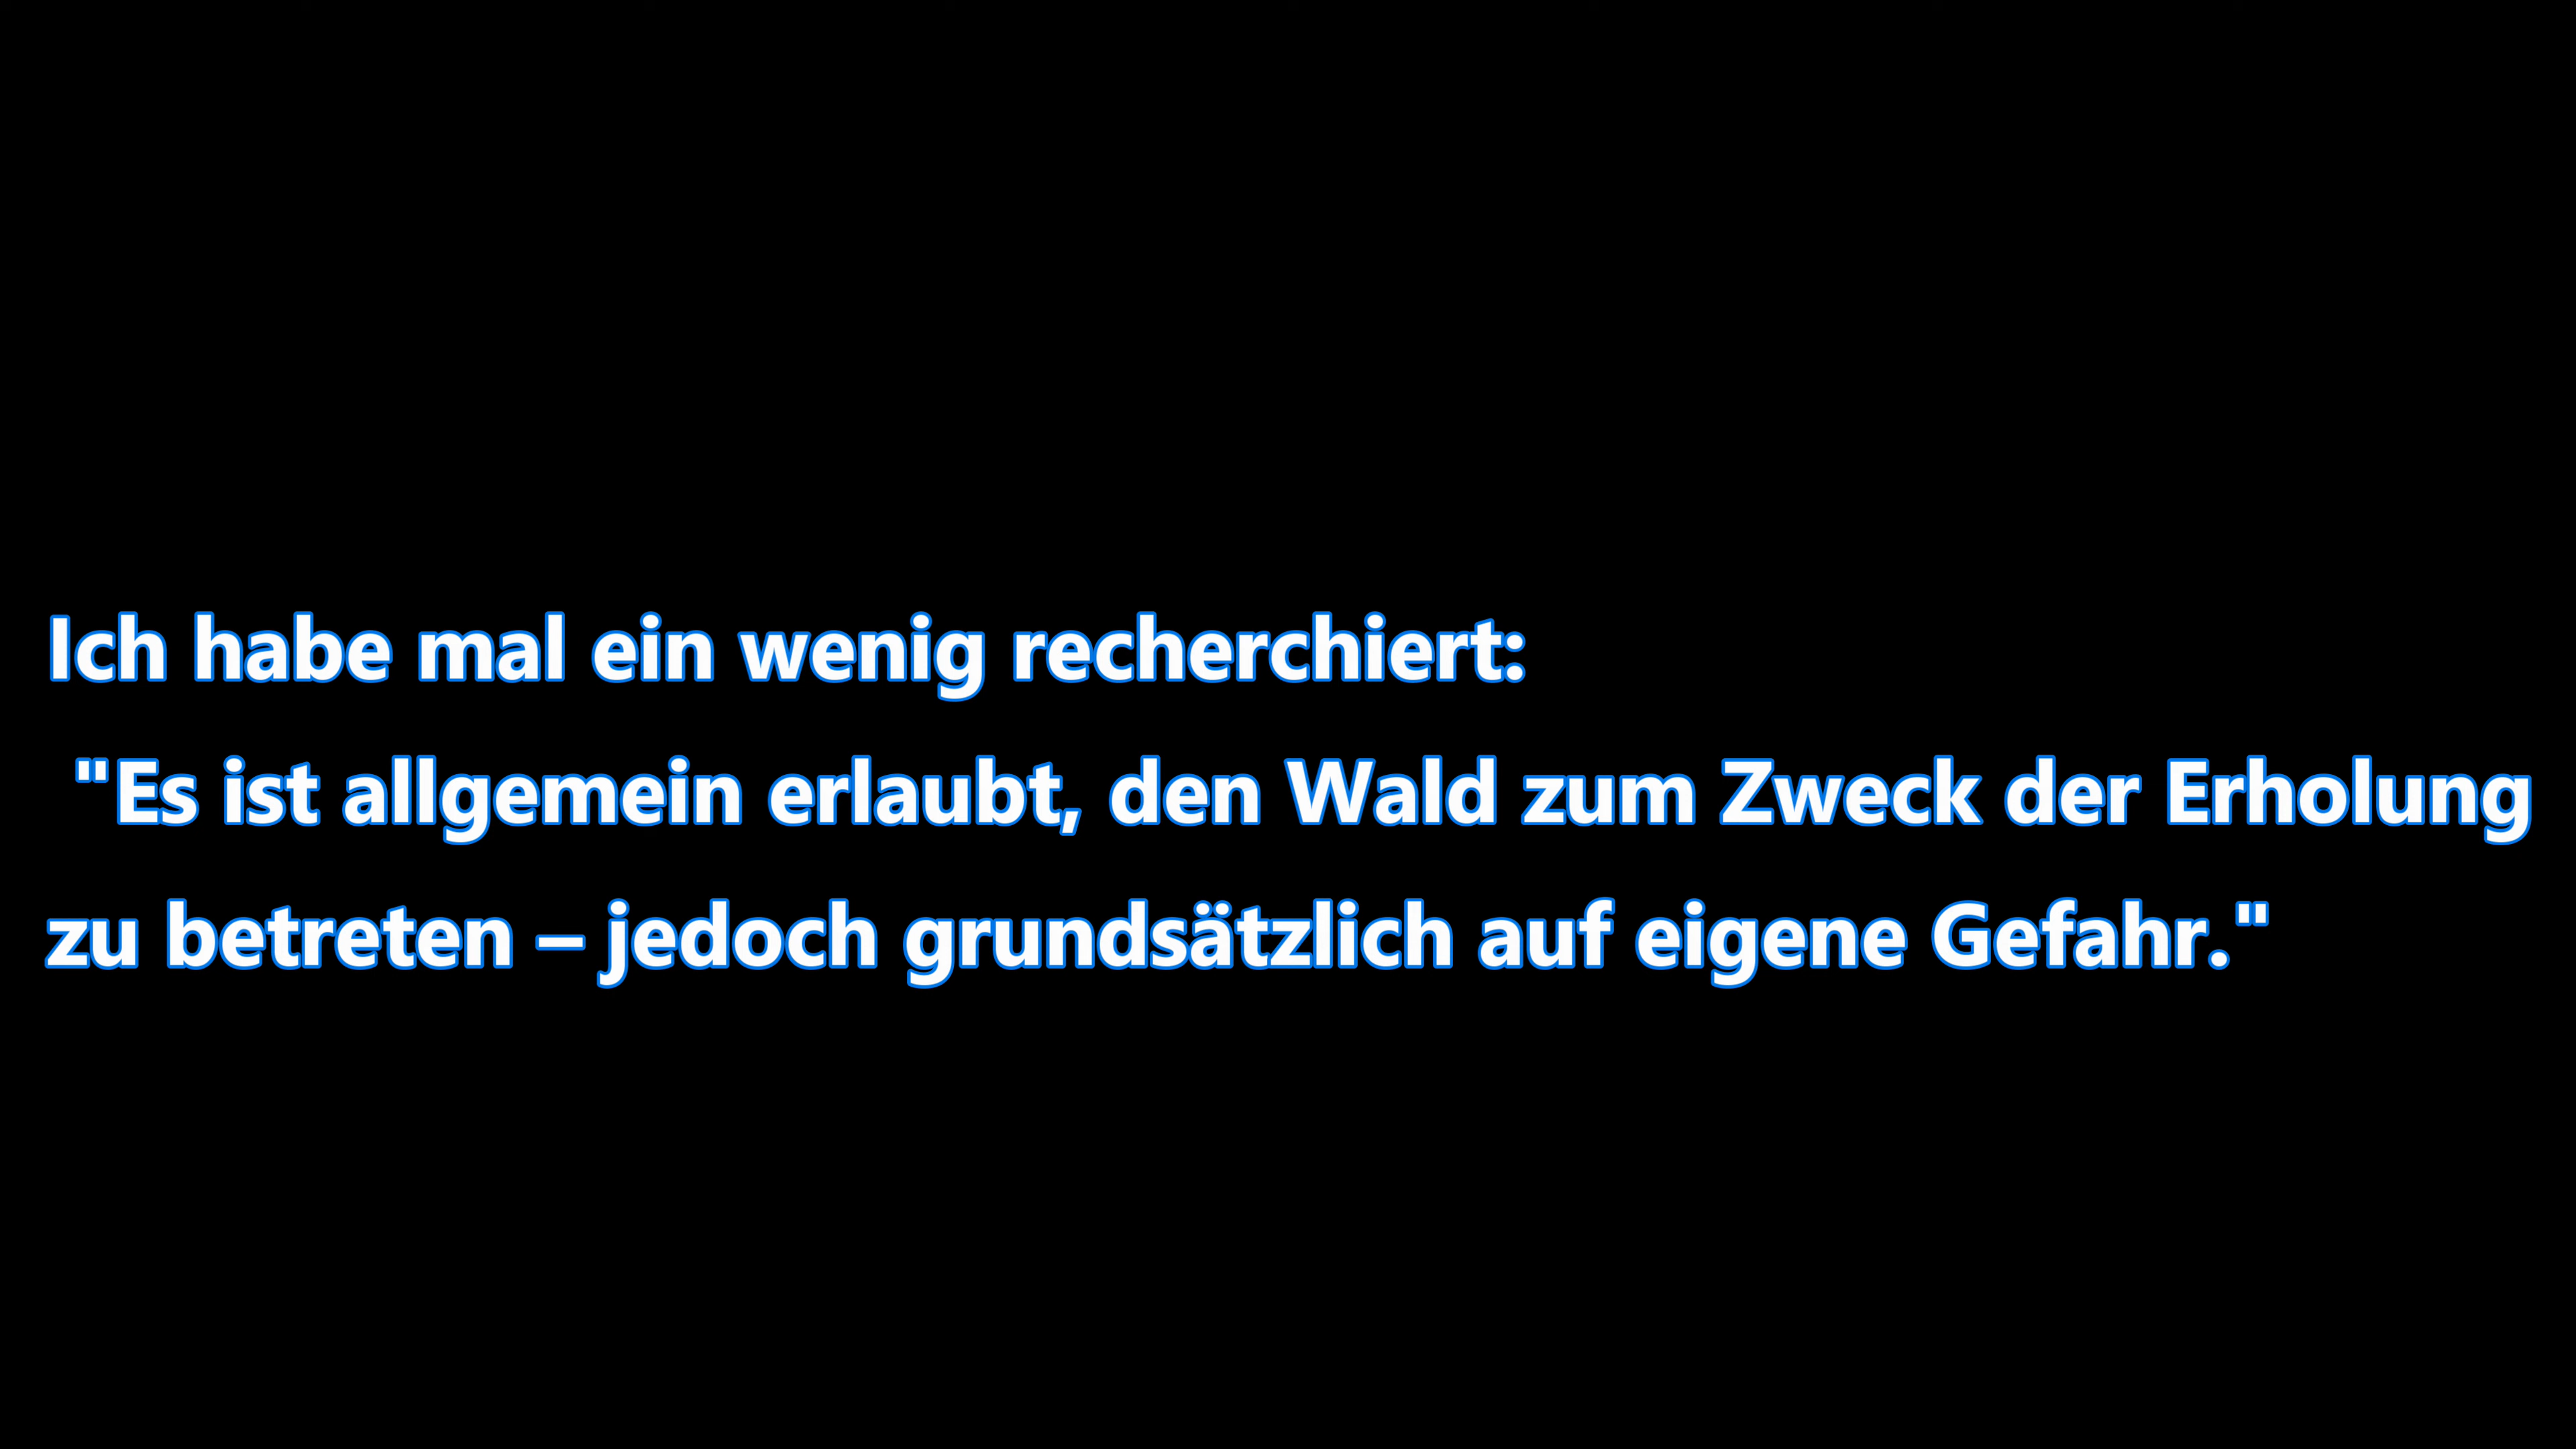 Ich habe mal ein wenig recherchiert:
"Es ist allgemein erlaubt, den Wald zum Zweck der Erholung
zu betreten – jedoch grundsätzlich auf eigene Gefahr."